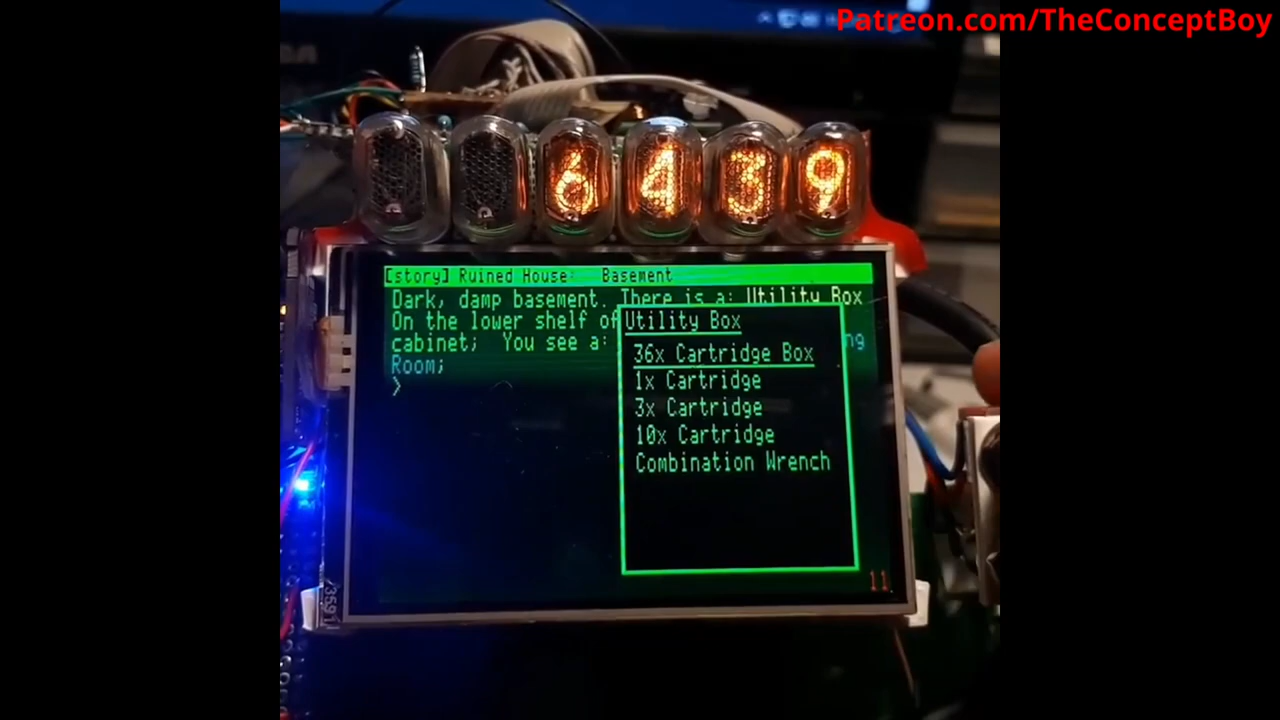 Patreon.com/TheConceptBoy
6439
[story] Ruined House: Basement
Dark, damp basement. There is a: Utility Box
On the lower shelf of
cabinet; You see a: ng
Room;
>
Utility Box
36x Cartridge Box
1x Cartridge
3x Cartridge
10x Cartridge
Combination Wrench
11
3591